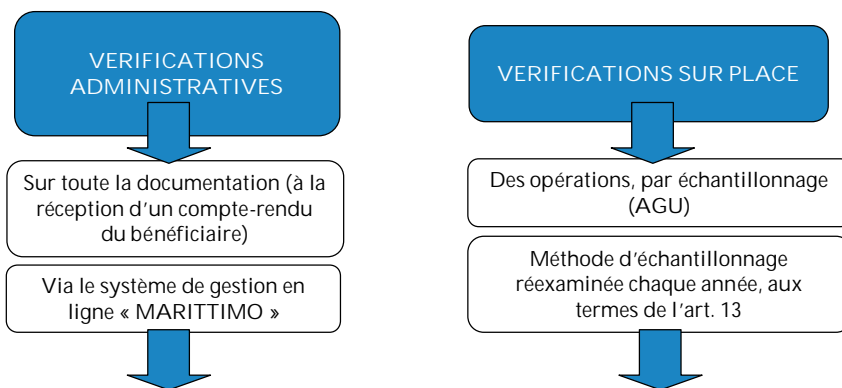 VERIFICATIONS
ADMINISTRATIVES
Sur toute la documentation (à la
réception d'un compte-rendu
du bénéficiaire)
Via le système de gestion en
ligne « MARITTIMO »
VERIFICATIONS SUR PLACE
Des opérations, par échantillonnage
(AGU)
Méthode d'échantillonnage
réexaminée chaque année, aux
termes de l'art. 13